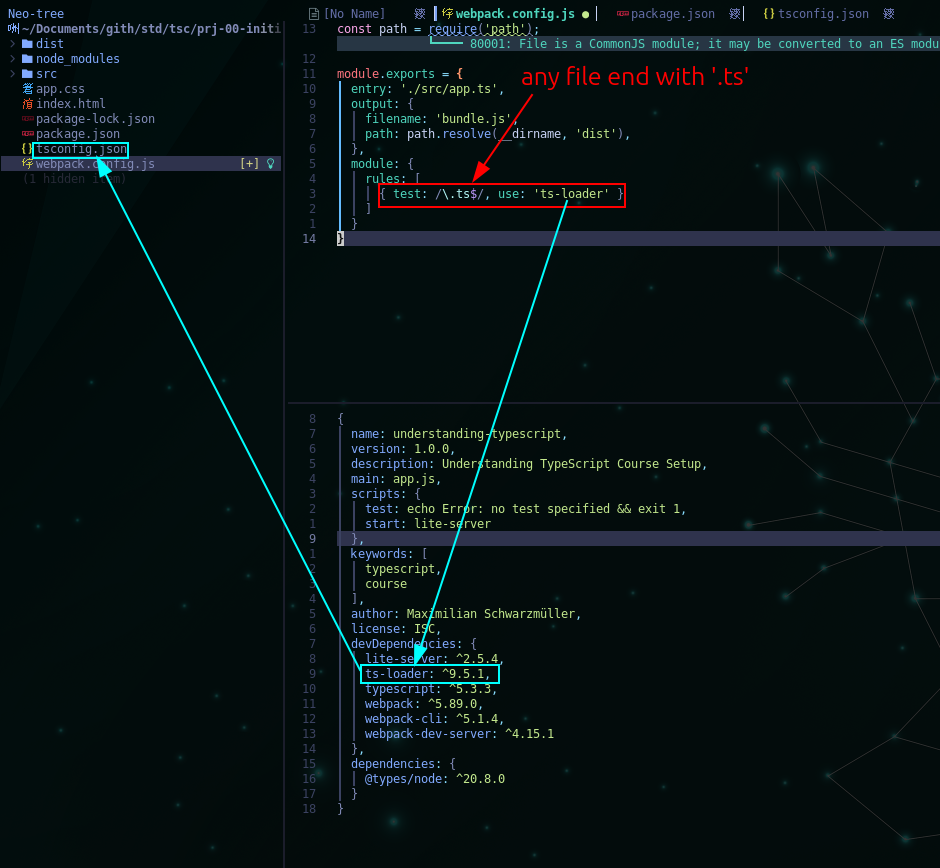 Neo-tree
~/Documents/gith/std/tsc/prj-00-initi
dist
node_modules
src
app.css
index.html
package-lock.json
package.json
tsconfig.json
webpack.config.js [+]
(1 hidden item)
[No Name] webpack.config.js ● package.json {} tsconfig.json
13 const path = require('path');
80001: File is a CommonJS module; it may be converted to an ES modu
12
11 module.exports = {
any file end with '.ts'
10 entry: './src/app.ts',
9 output: {
8 filename: 'bundle.js',
7 path: path.resolve(__dirname, 'dist'),
6 },
5 module: {
4 rules: [
3 { test: /\.ts$/, use: 'ts-loader' }
2 ]
1 }
14 }
8 {
7 name: understanding-typescript,
6 version: 1.0.0,
5 description: Understanding TypeScript Course Setup,
4 main: app.js,
3 scripts: {
2 test: echo Error: no test specified && exit 1,
1 start: lite-server
9 },
1 keywords: [
2 typescript,
3 course
4 ],
5 author: Maximilian Schwarzmüller,
6 license: ISC,
7 devDependencies: {
8 lite-server: ^2.5.4,
9 ts-loader: ^9.5.1,
10 typescript: ^5.3.3,
11 webpack: ^5.89.0,
12 webpack-cli: ^5.1.4,
13 webpack-dev-server: ^4.15.1
14 },
15 dependencies: {
16 @types/node: ^20.8.0
17 }
18 }